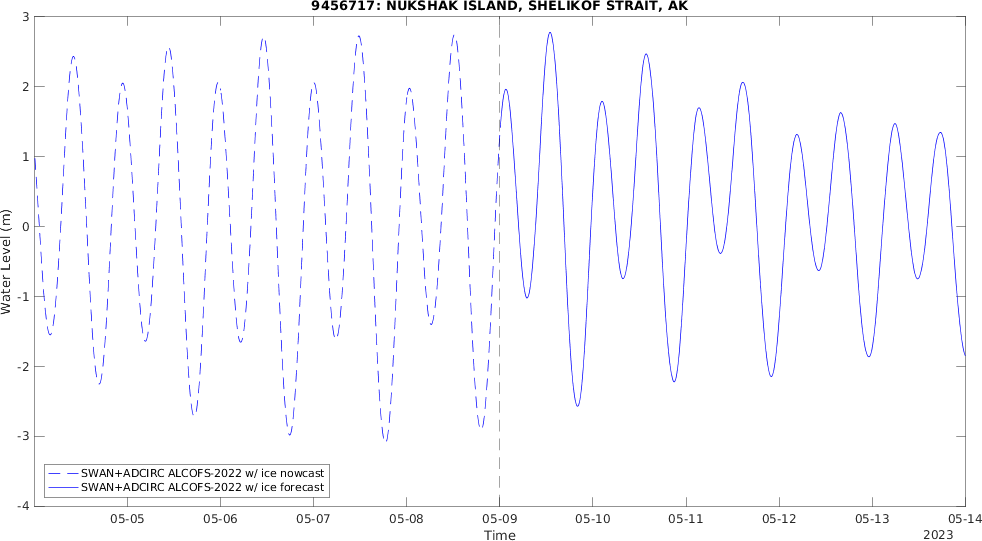 9456717: NUKSHAK ISLAND, SHELIKOF STRAIT, AK
3
2
1
0
-1
-2
-3
-4
Water Level (m)
SWAN+ADCIRC ALCOFS-2022 w/ ice nowcast
SWAN+ADCIRC ALCOFS-2022 w/ ice forecast
05-05 05-06 05-07 05-08 05-09 05-10 05-11 05-12 05-13 05-14
Time
2023